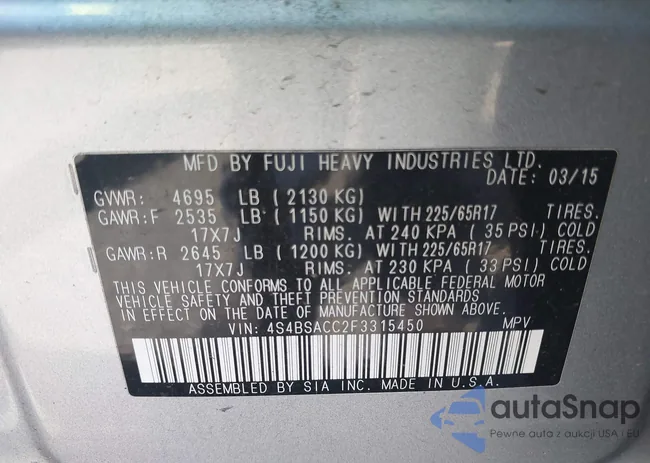 MFD BY FUJI HEAVY INDUSTRIES LTD.
DATE: 03/15
GVWR: 4695 LB (2130 KG)
GAWR:F 2535 LB (1150 KG) WITH 225/65R17 TIRES.
17X7J RIMS. AT 240 KPA (35 PSI) COLD
GAWR:R 2645 LB (1200 KG) WITH 225/65R17 TIRES.
17X7J RIMS. AT 230 KPA (33 PSI) COLD
THIS VEHICLE CONFORMS TO ALL APPLICABLE FEDERAL MOTOR
VEHICLE SAFETY AND THEFT PREVENTION STANDARDS
IN EFFECT ON THE DATE OF MANUFACTURE SHOWN ABOVE.
VIN: 4S4BSACC2F3315450 MPV
ASSEMBLED BY SIA INC. MADE IN U.S.A.
autaSnap
Pewne auta z aukcji USA i EU